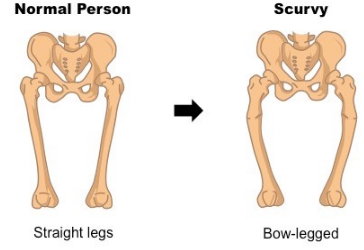 Normal Person
Scurvy
Straight legs
Bow-legged